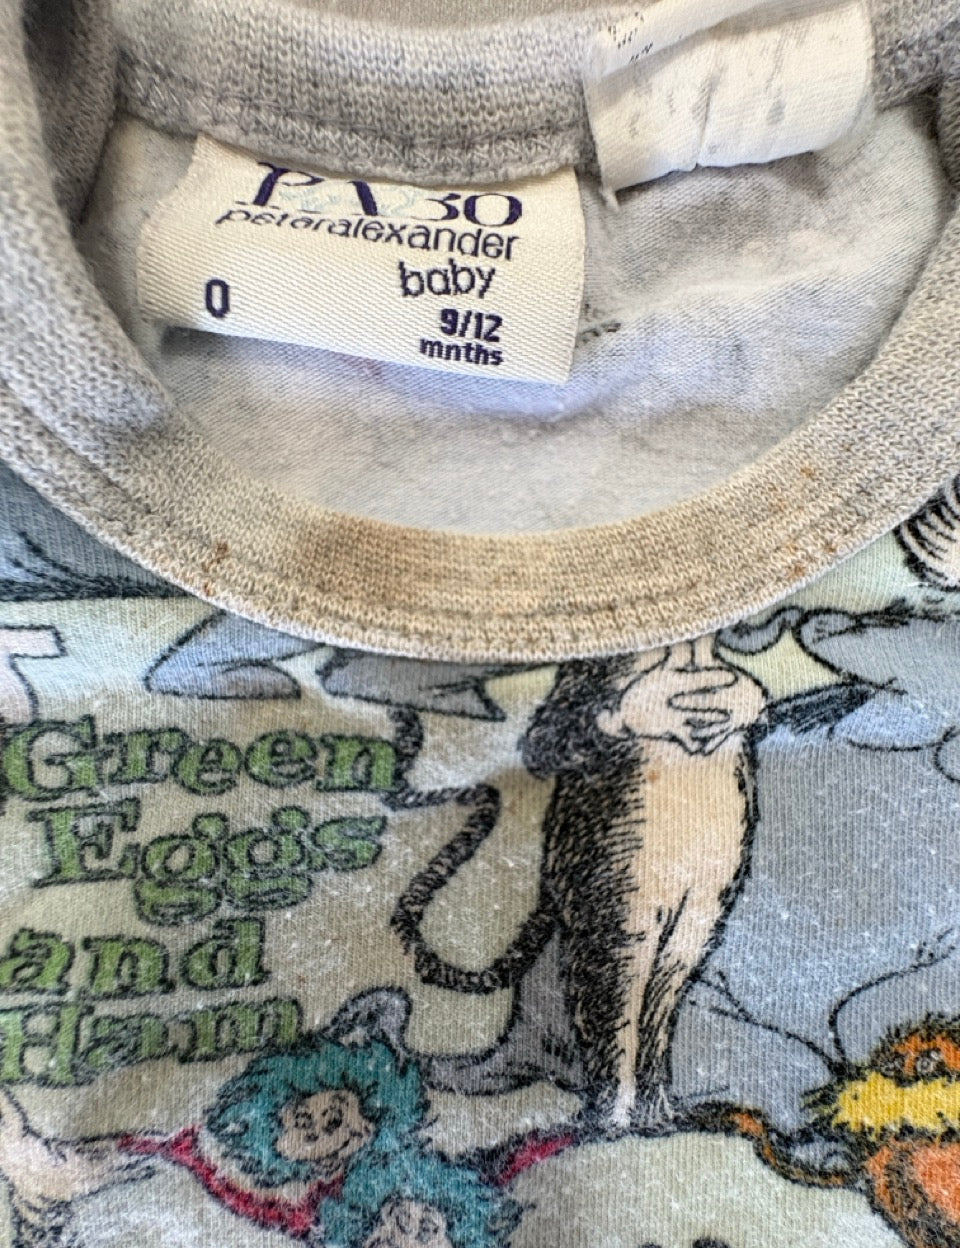 PA30
peteralexander
baby
0
9/12
mnths
Green
Eggs
and
Ham